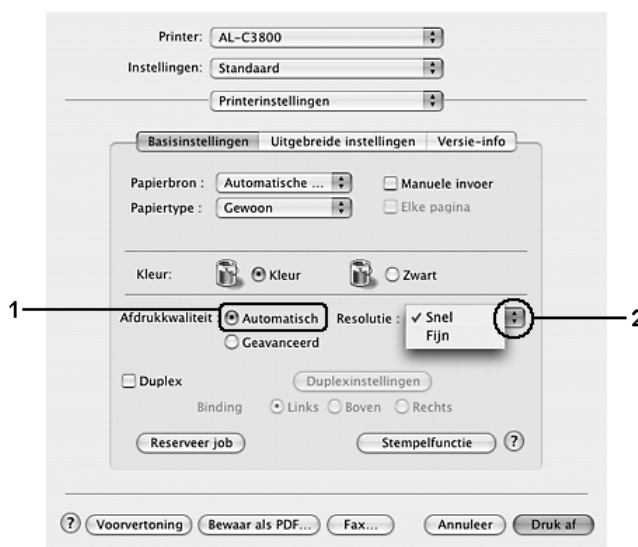 Printer: AL-C3800
Instellingen: Standaard
Printerinstellingen
Basisinstellingen Uitgebreide instellingen Versie-info
Papierbron : Automatische ... Manuele invoer
Papiertype : Gewoon Elke pagina
Kleur: Kleur Zwart
1 Afdrukkwaliteit : Automatisch Resolutie : ✓ Snel 2
Geavanceerd Fijn
Duplex Duplexinstellingen
Binding Links Boven Rechts
Reserveer job Stempelfunctie ?
? Voorvertoning Bewaar als PDF... Fax... Annuleer Druk af